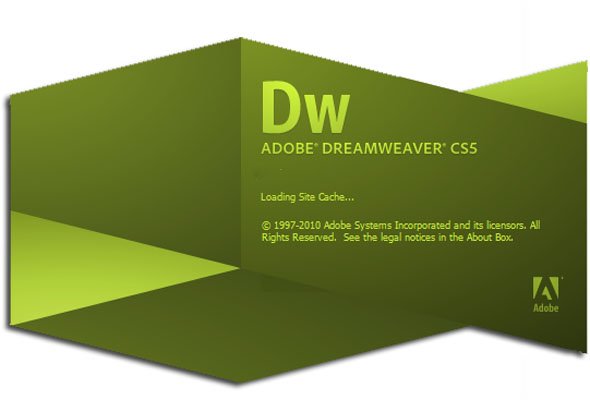 Dw
ADOBE® DREAMWEAVER® CS5
Loading Site Cache...
© 1997-2010 Adobe Systems Incorporated and its licensors. All
Rights Reserved.  See the legal notices in the About Box.
Adobe